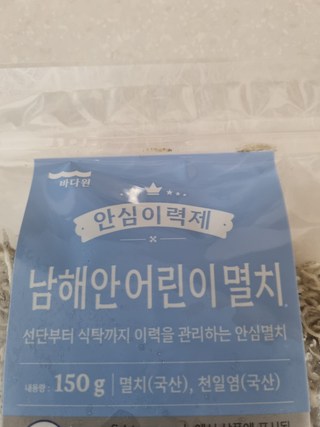 바다원
안심이력제
남해안어린이멸치
선단부터 식탁까지 이력을 관리하는 안심멸치
내용량: 150g | 멸치(국산), 천일염(국산)